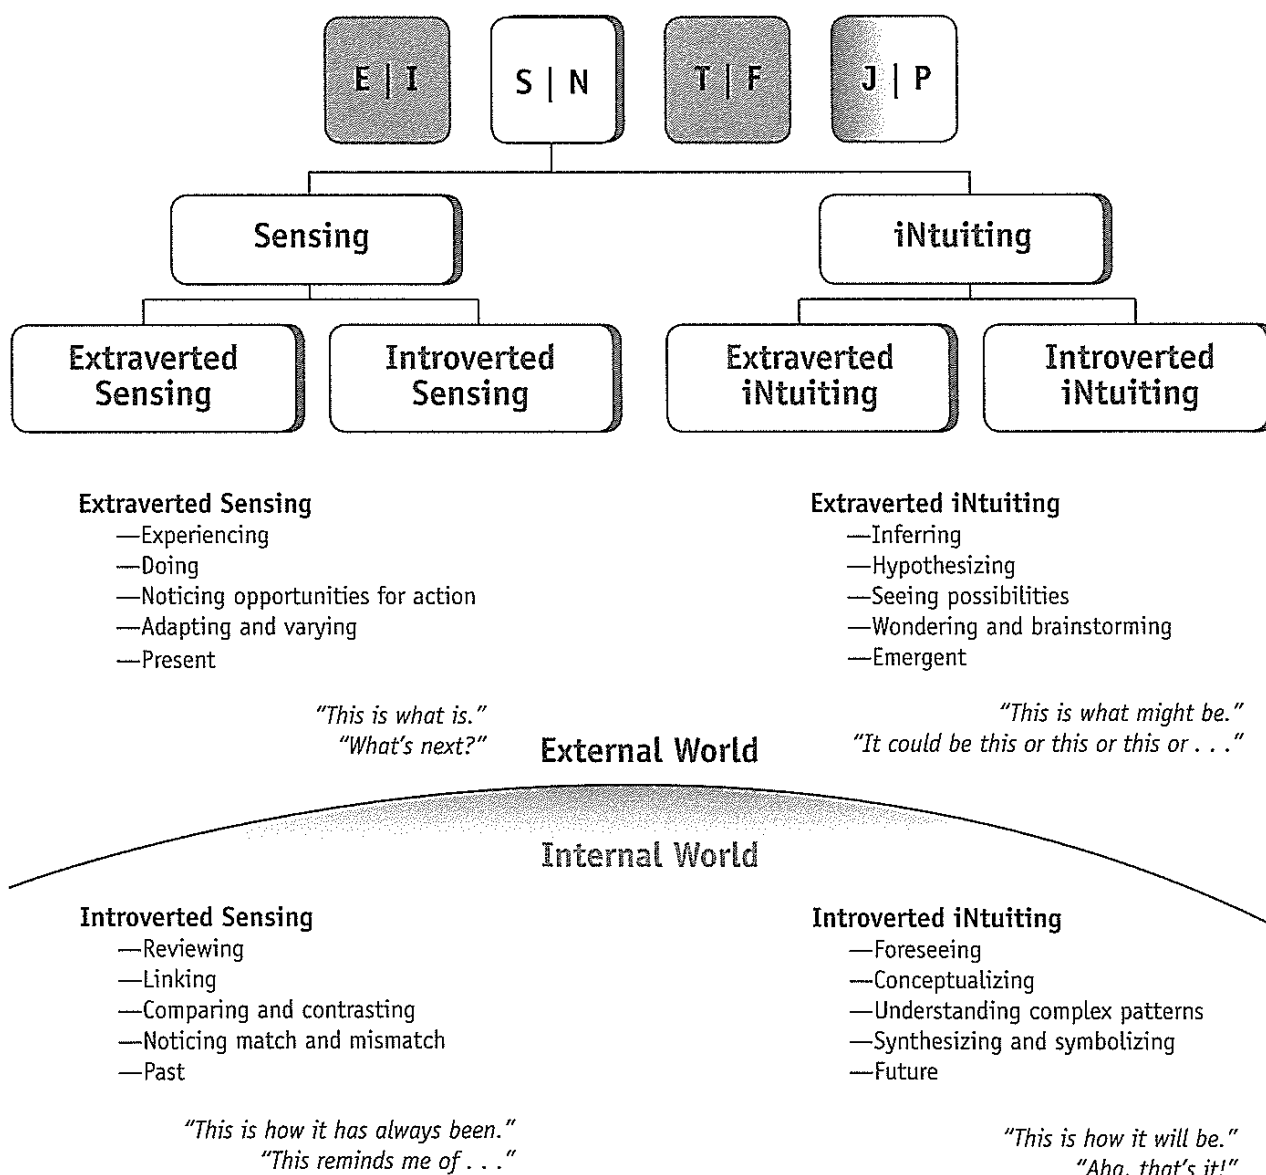 E | I
S | N
T | F
J | P
Sensing
iNtuiting
Extraverted
Sensing
Introverted
Sensing
Extraverted
iNtuiting
Introverted
iNtuiting
Extraverted Sensing
—Experiencing
—Doing
—Noticing opportunities for action
—Adapting and varying
—Present
“This is what is.”
“What’s next?”
Extraverted iNtuiting
—Inferring
—Hypothesizing
—Seeing possibilities
—Wondering and brainstorming
—Emergent
“This is what might be.”
“It could be this or this or this or . . .”
External World
Internal World
Introverted Sensing
—Reviewing
—Linking
—Comparing and contrasting
—Noticing match and mismatch
—Past
“This is how it has always been.”
“This reminds me of . . .”
Introverted iNtuiting
—Foreseeing
—Conceptualizing
—Understanding complex patterns
—Synthesizing and symbolizing
—Future
“This is how it will be.”
“Aha, that’s it!”